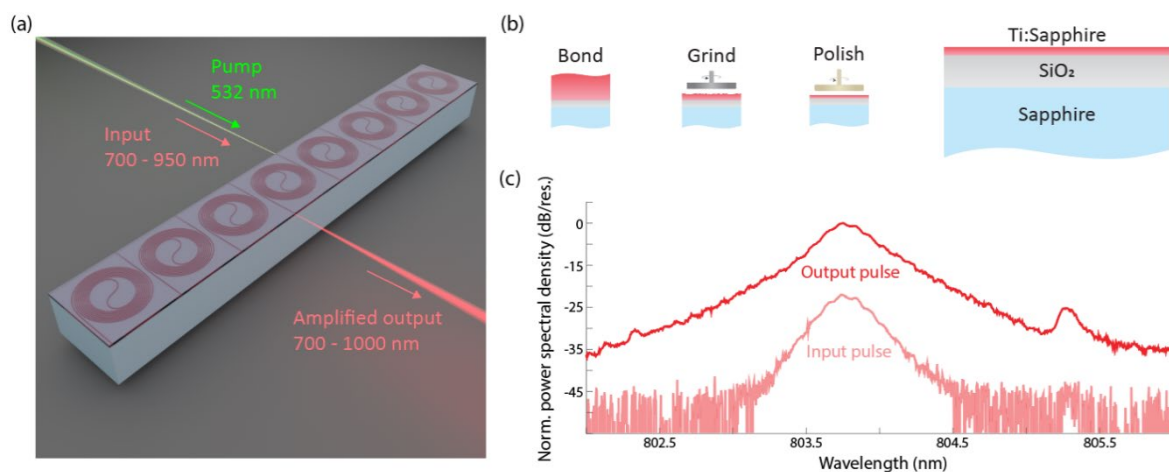 (a)
Pump
532 nm
Input
700 - 950 nm
Amplified output
700 - 1000 nm
(b)
Bond
Grind
Polish
Ti:Sapphire
SiO₂
Sapphire
(c)
Norm. power spectral density (dB/res.)
0
-15
-25
-35
-45
Output pulse
Input pulse
802.5
803.5
804.5
805.5
Wavelength (nm)